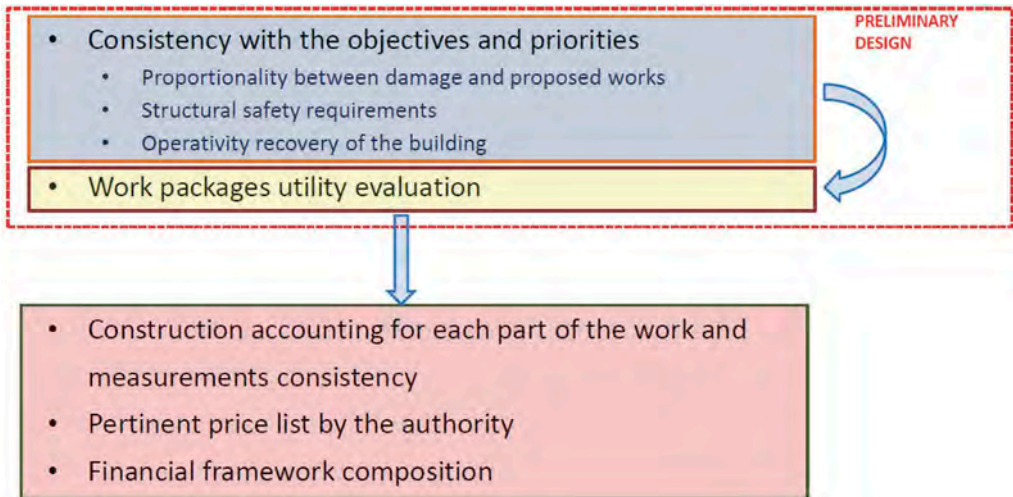 PRELIMINARY
DESIGN
• Consistency with the objectives and priorities
• Proportionality between damage and proposed works
• Structural safety requirements
• Operativity recovery of the building
• Work packages utility evaluation
• Construction accounting for each part of the work and
measurements consistency
• Pertinent price list by the authority
• Financial framework composition